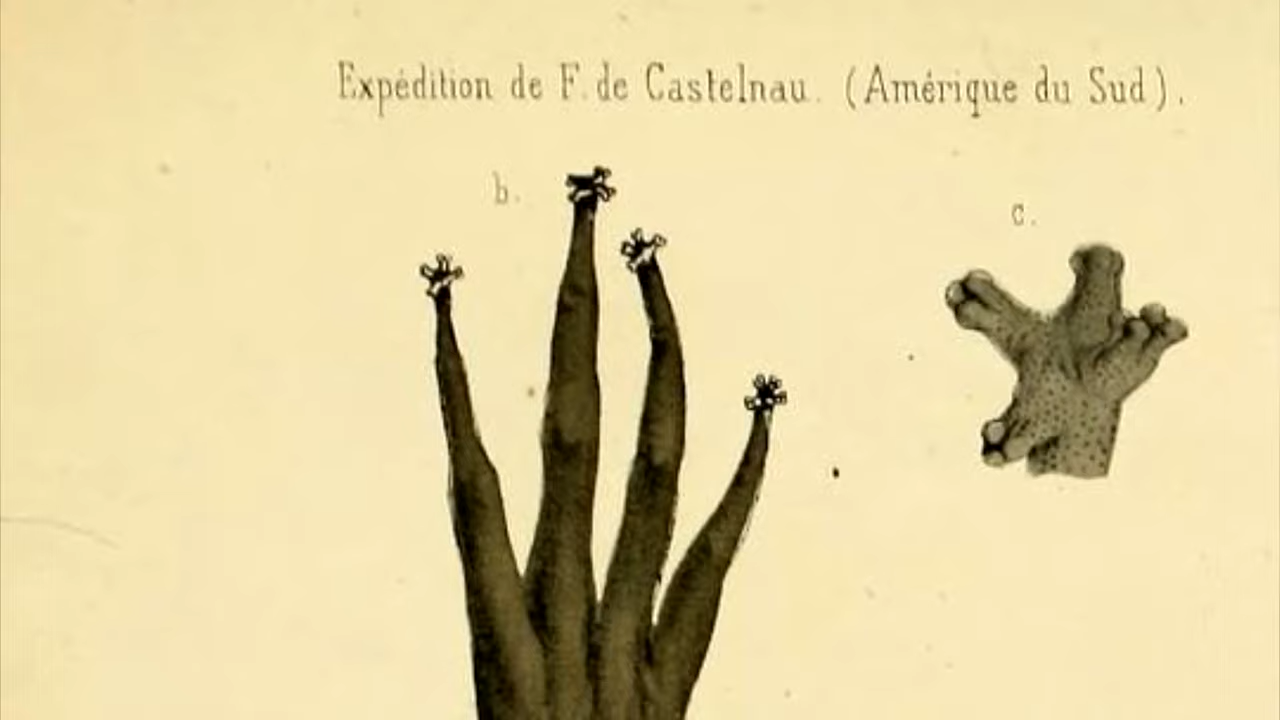 Expédition de F. de Castelnau. (Amérique du Sud).
b.
c.